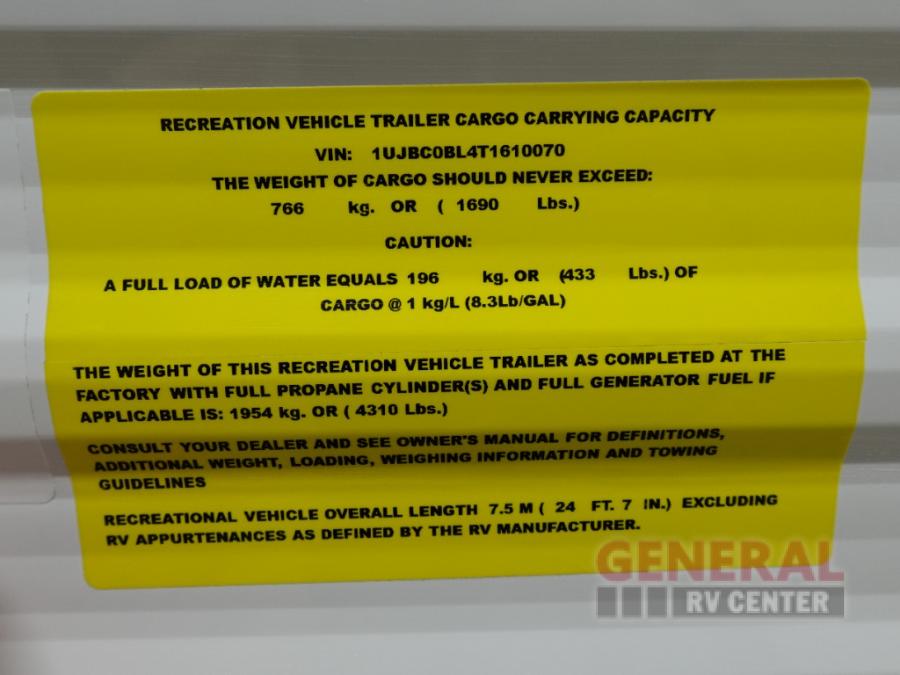 RECREATION VEHICLE TRAILER CARGO CARRYING CAPACITY
VIN: 1UJBC0BL4T1610070
THE WEIGHT OF CARGO SHOULD NEVER EXCEED:
766 kg. OR ( 1690 Lbs.)
CAUTION:
A FULL LOAD OF WATER EQUALS 196 kg. OR (433 Lbs.) OF
CARGO @ 1 kg/L (8.3Lb/GAL)
THE WEIGHT OF THIS RECREATION VEHICLE TRAILER AS COMPLETED AT THE
FACTORY WITH FULL PROPANE CYLINDER(S) AND FULL GENERATOR FUEL IF
APPLICABLE IS: 1954 kg. OR ( 4310 Lbs.)
CONSULT YOUR DEALER AND SEE OWNER'S MANUAL FOR DEFINITIONS,
ADDITIONAL WEIGHT, LOADING, WEIGHING INFORMATION AND TOWING
GUIDELINES
RECREATIONAL VEHICLE OVERALL LENGTH 7.5 M ( 24 FT. 7 IN.) EXCLUDING
RV APPURTENANCES AS DEFINED BY THE RV MANUFACTURER.
GENERAL
RV CENTER